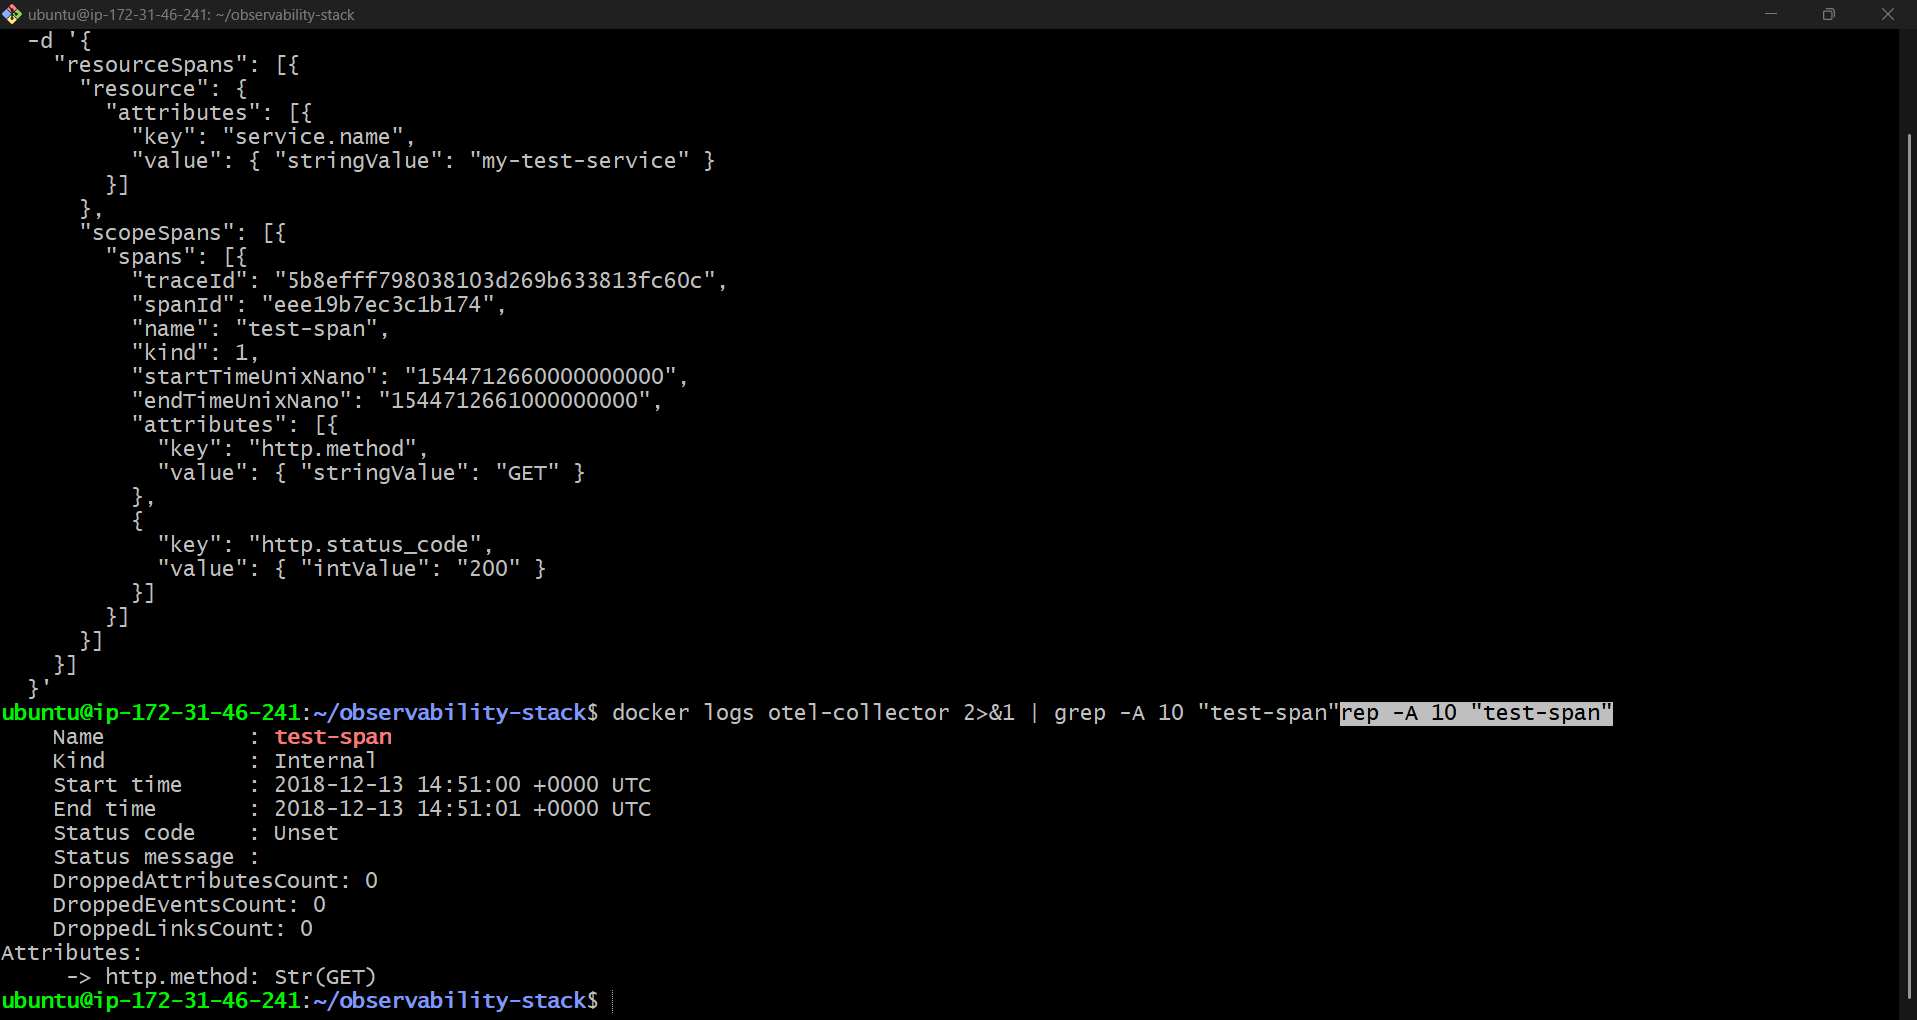 ubuntu@ip-172-31-46-241: ~/observability-stack
  -d '{
    "resourceSpans": [{
      "resource": {
        "attributes": [{
          "key": "service.name",
          "value": { "stringValue": "my-test-service" }
        }]
      },
      "scopeSpans": [{
        "spans": [{
          "traceId": "5b8efff798038103d269b633813fc60c",
          "spanId": "eee19b7ec3c1b174",
          "name": "test-span",
          "kind": 1,
          "startTimeUnixNano": "1544712660000000000",
          "endTimeUnixNano": "1544712661000000000",
          "attributes": [{
            "key": "http.method",
            "value": { "stringValue": "GET" }
          },
          {
            "key": "http.status_code",
            "value": { "intValue": "200" }
          }]
        }]
      }]
    }]
  }'
ubuntu@ip-172-31-46-241:~/observability-stack$ docker logs otel-collector 2>&1 | grep -A 10 "test-span"rep -A 10 "test-span"
    Name           : test-span
    Kind           : Internal
    Start time     : 2018-12-13 14:51:00 +0000 UTC
    End time       : 2018-12-13 14:51:01 +0000 UTC
    Status code    : Unset
    Status message :
    DroppedAttributesCount: 0
    DroppedEventsCount: 0
    DroppedLinksCount: 0
Attributes:
     -> http.method: Str(GET)
ubuntu@ip-172-31-46-241:~/observability-stack$